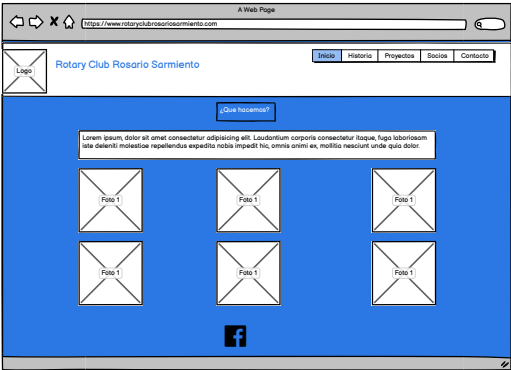 A Web Page
https://www.rotaryclubrosariosarmiento.com
Logo
Rotary Club Rosario Sarmiento
Inicio Historia Proyectos Socios Contacto
¿Que hacemos?
Lorem ipsum, dolor sit amet consectetur adipisicing elit. Laudantium corporis consectetur itaque, fuga laboriosam
iste deleniti molestiae repellendus expedita nobis impedit hic, omnis animi ex, mollitia nesciunt unde quia dolor.
Foto 1 Foto 1 Foto 1
Foto 1 Foto 1 Foto 1